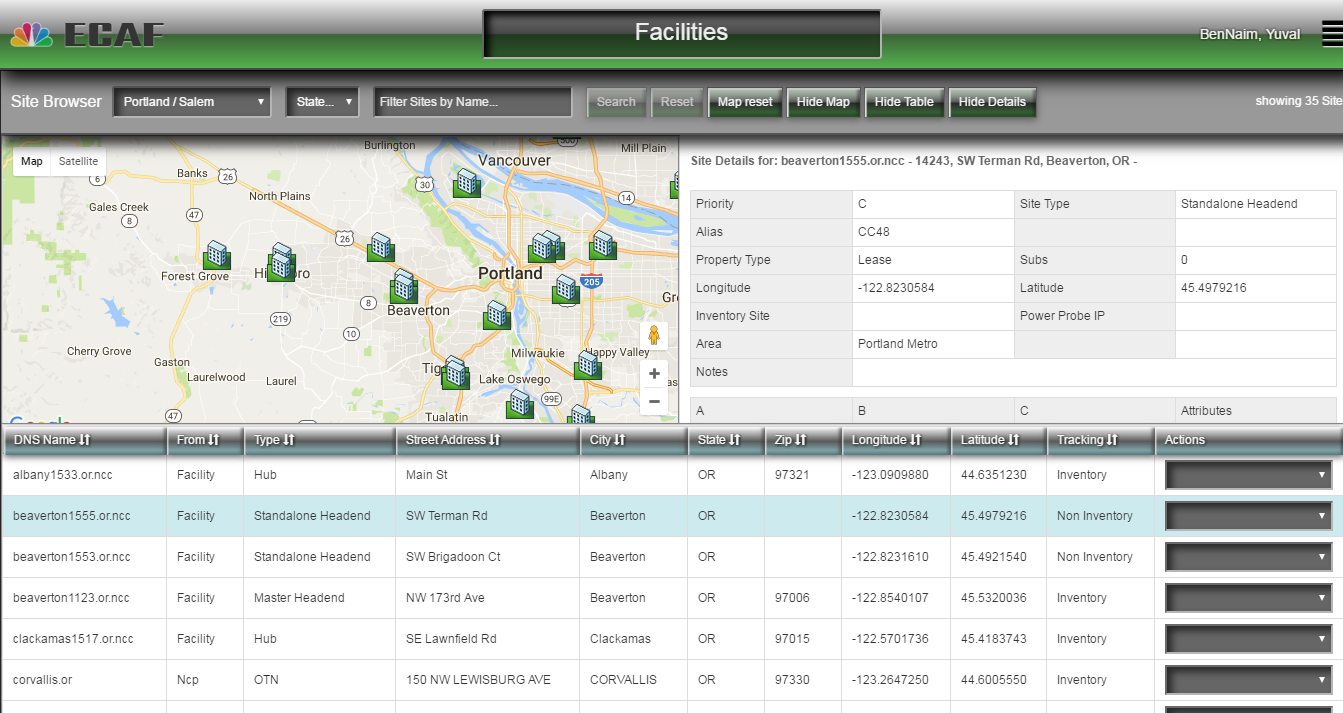 ECAF
Facilities
BenNaim, Yuval
Site Browser
Portland / Salem
State...
Filter Sites by Name...
Search
Reset
Map reset
Hide Map
Hide Table
Hide Details
showing 35 Site
Map
Satellite
Burlington
500
Mill Plain
Vancouver
6
Banks
26
30
North Plains
14
Gales Creek
8
47
26
Forest Grove
Portland
205
8
Beaverton
219
10
Cherry Grove
Gaston
Milwaukie
Happy Valley
Laurelwood
Laurel
Lake Oswego
99E
47
Tualatin
Google
Site Details for: beaverton1555.or.ncc - 14243, SW Terman Rd, Beaverton, OR -
Priority C Site Type Standalone Headend
Alias CC48
Property Type Lease Subs 0
Longitude -122.8230584 Latitude 45.4979216
Inventory Site Power Probe IP
Area Portland Metro
Notes
A B C Attributes
DNS Name From Type Street Address City State Zip Longitude Latitude Tracking Actions
albany1533.or.ncc Facility Hub Main St Albany OR 97321 -123.0909880 44.6351230 Inventory
beaverton1555.or.ncc Facility Standalone Headend SW Terman Rd Beaverton OR -122.8230584 45.4979216 Non Inventory
beaverton1553.or.ncc Facility Standalone Headend SW Brigadoon Ct Beaverton OR -122.8231610 45.4921540 Non Inventory
beaverton1123.or.ncc Facility Master Headend NW 173rd Ave Beaverton OR 97006 -122.8540107 45.5320036 Inventory
clackamas1517.or.ncc Facility Hub SE Lawnfield Rd Clackamas OR 97015 -122.5701736 45.4183743 Inventory
corvallis.or Ncp OTN 150 NW LEWISBURG AVE CORVALLIS OR 97330 -123.2647250 44.6005550 Inventory